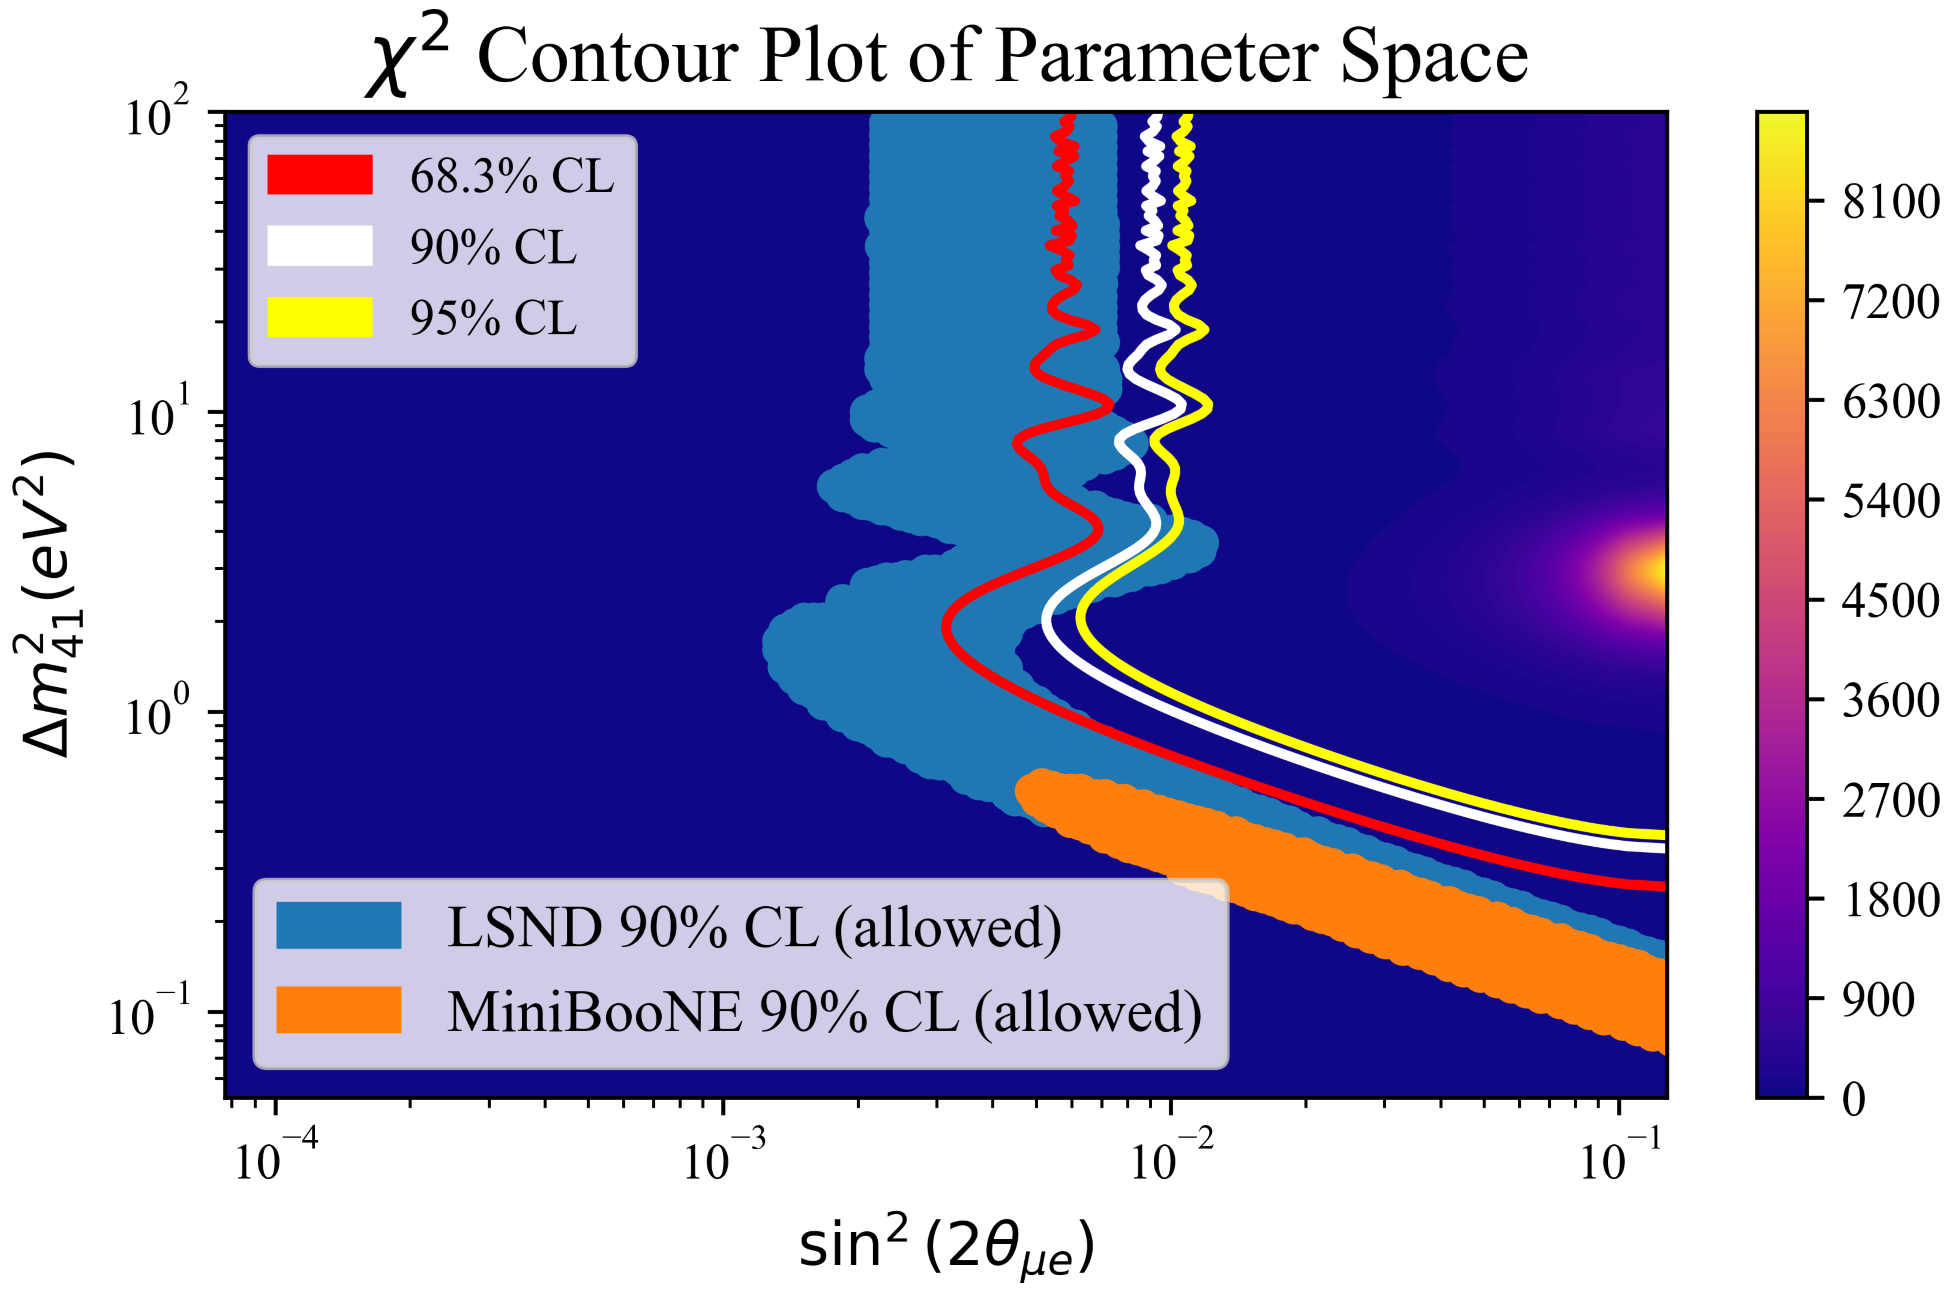 χ² Contour Plot of Parameter Space
10²
10¹
10⁰
10⁻¹
Δm²₄₁(eV²)
68.3% CL
90% CL
95% CL
LSND 90% CL (allowed)
MiniBooNE 90% CL (allowed)
10⁻⁴
10⁻³
10⁻²
10⁻¹
sin² (2θμe)
8100
7200
6300
5400
4500
3600
2700
1800
900
0